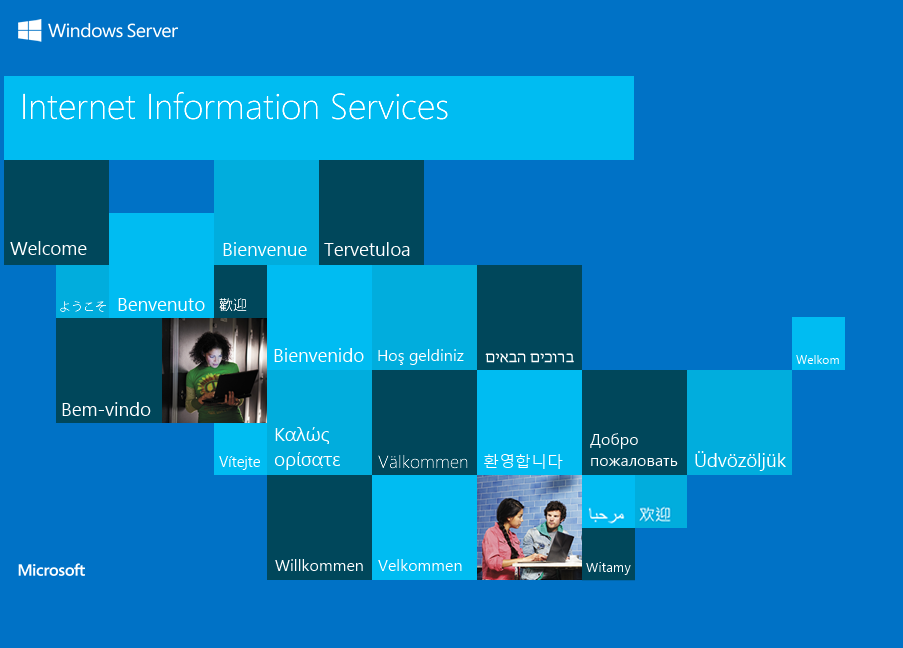 Windows Server
Internet Information Services
Welcome
Bienvenue
Tervetuloa
ようこそ
Benvenuto
歡迎
Bienvenido
Hoş geldiniz
ברוכים הבאים
Welkom
Bem-vindo
Vítejte
Καλώς
ορίσατε
Välkommen
환영합니다
Добро
пожаловать
Üdvözöljük
Willkommen
Velkommen
مرحبا
欢迎
Witamy
Microsoft